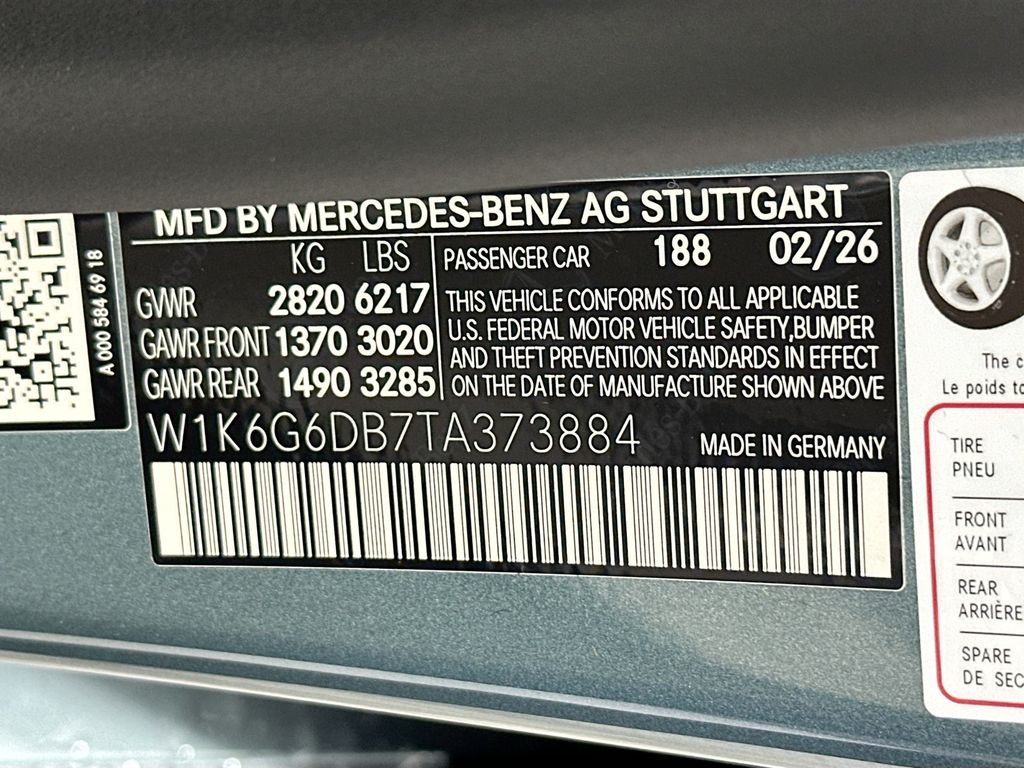 MFD BY MERCEDES-BENZ AG STUTTGART
KG LBS
PASSENGER CAR 188 02/26
GVWR 2820 6217
GAWR FRONT 1370 3020
GAWR REAR 1490 3285
THIS VEHICLE CONFORMS TO ALL APPLICABLE
U.S. FEDERAL MOTOR VEHICLE SAFETY,BUMPER
AND THEFT PREVENTION STANDARDS IN EFFECT
ON THE DATE OF MANUFACTURE SHOWN ABOVE
W1K6G6DB7TA373884
MADE IN GERMANY
A 000 584 69 18
The
Le poids
TIRE
PNEU
FRONT
AVANT
REAR
ARRIÈRE
SPARE
DE